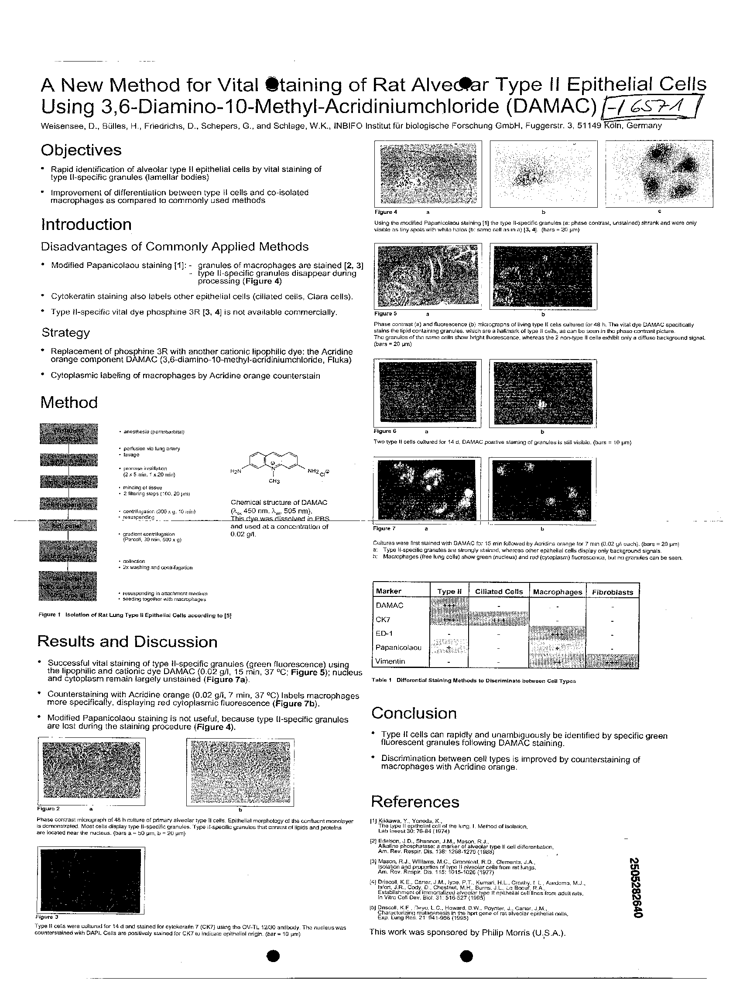 A New Method for Vital Staining of Rat Alveolar Type II Epithelial Cells
Using 3,6-Diamino-10-Methyl-Acridiniumchloride (DAMAC)
Weisensee, D., Bülles, H., Friedrichs, D., Schepers, G., and Schlage, W.K., INBIFO Institut für biologische Forschung GmbH, Fuggerstr. 3, 51149 Köln, Germany
Objectives
• Rapid identification of alveolar type II epithelial cells by vital staining of
type II-specific granules (lamellar bodies)
• Improvement of differentiation between type II cells and co-isolated
macrophages as compared to commonly used methods
Introduction
Disadvantages of Commonly Applied Methods
• Modified Papanicolaou staining [1]: - granules of macrophages are stained [2, 3]
- type II-specific granules disappear during
processing (Figure 4)
• Cytokeratin staining also labels other epithelial cells (ciliated cells, Clara cells).
• Type II-specific vital dye phosphine 3R [3, 4] is not available commercially.
Strategy
• Replacement of phosphine 3R with another cationic lipophilic dye: the Acridine
orange component DAMAC (3,6-diamino-10-methyl-acridiniumchloride, Fluka)
• Cytoplasmic labeling of macrophages by Acridine orange counterstain
Method
• anesthesia (pentobarbital)
• perfusion via lung artery
• lavage
• protease instillation
(2 x 5 min, 1 x 20 min)
• mincing of tissue
• 2 filtering steps (100, 20 µm)
• centrifugation (200 x g, 10 min)
• resuspending
• gradient centrifugation
(Percoll, 30 min, 500 x g)
• collection
• 2x washing and centrifugation
• resuspending in attachment medium
• seeding together with macrophages
H2N
NH2
Cl
CH3
Chemical structure of DAMAC
450 nm, 505 nm).
This dye was dissolved in PBS
and used at a concentration of
0.02 g/l.
Figure 1 Isolation of Rat Lung Type II Epithelial Cells according to [5]
Results and Discussion
• Successful vital staining of type II-specific granules (green fluorescence) using
the lipophilic and cationic dye DAMAC (0.02 g/l, 15 min, 37 ºC; Figure 5); nucleus
and cytoplasm remain largely unstained (Figure 7a).
• Counterstaining with Acridine orange (0.02 g/l, 7 min, 37 ºC) labels macrophages
more specifically, displaying red cytoplasmic fluorescence (Figure 7b).
• Modified Papanicolaou staining is not useful, because type II-specific granules
are lost during the staining procedure (Figure 4).
Figure 2 a b
Phase contrast micrograph of 48 h culture of primary alveolar type II cells. Epithelial morphology of the confluent monolayer
is demonstrated. Most cells display type II-specific granules. Type II-specific granules that consist of lipids and proteins
are located near the nucleus. (bars a = 50 µm, b = 20 µm)
Figure 3
Type II cells were cultured for 14 d and stained for cytokeratin 7 (CK7) using the OV-TL 12/30 antibody. The nucleus was
counterstained with DAPI. Cells are positively stained for CK7 to indicate epithelial origin. (bar = 10 µm)
Figure 4 a b c
Using the modified Papanicolaou staining [1] the type II-specific granules (a: phase contrast, unstained) shrank and were only
visible as tiny spots with white halos (b: same cell as in a) [3, 4]. (bars = 20 µm)
Figure 5 a b
Phase contrast (a) and fluorescence (b) micrographs of living type II cells cultured for 48 h. The vital dye DAMAC specifically
stains the lipid containing granules, which are a hallmark of type II cells, as can be seen in the phase contrast picture.
The granules of the same cells show bright fluorescence, whereas the 2 non-type II cells exhibit only a diffuse background signal.
(bars = 20 µm)
Figure 6 a b
Two type II cells cultured for 14 d. DAMAC positive staining of granules is still visible. (bars = 10 µm)
Figure 7 a b
Cultures were first stained with DAMAC for 15 min followed by Acridine orange for 7 min (0.02 g/l each). (bars = 20 µm)
a: Type II-specific granules are strongly stained, whereas other epithelial cells display only background signals.
b: Macrophages (free lung cells) show green (nucleus) and red (cytoplasm) fluorescence, but no granules can be seen.
Marker Type II Ciliated Cells Macrophages Fibroblasts
DAMAC +++ - - -
CK7 +++ +++ - -
ED-1 - - +++ -
Papanicolaou - -
Vimentin - - +++ +++
Table 1 Differential Staining Methods to Discriminate between Cell Types
Conclusion
• Type II cells can rapidly and unambiguously be identified by specific green
fluorescent granules following DAMAC staining.
• Discrimination between cell types is improved by counterstaining of
macrophages with Acridine orange.
References
[1] Kikkawa, Y., Yoneda, K.,
The type II epithelial cell of the lung. I. Method of isolation,
Lab Invest 30: 76-84 (1974)
[2] Edelson, J.D., Shannon, J.M., Mason, R.J.,
Alkaline phosphatase: a marker of alveolar type II cell differentiation,
Am. Rev. Respir. Dis. 138: 1268-1275 (1988)
[3] Mason, R.J., Williams, M.C., Greenleaf, R.D., Clements, J.A.,
Isolation and properties of type II alveolar cells from rat lungs,
Am. Rev. Respir. Dis. 115: 1015-1026 (1977)
[4] Driscoll, K.E., Carter, J.M., Iype, P.T., Kumari, H.L., Crosby, L.L., Aardema, M.J.,
Isfort, R.J., Cody, D., Chestnut, M.H., Burns, J.L., Le Boeuf, R.A.,
Establishment of immortalized alveolar type II epithelial cell lines from adult rats,
In Vitro Cell Dev. Biol. 31: 516-527 (1995)
[5] Driscoll, K.E., Deyo, L.C., Howard, B.W., Poynter, J., Carter, J.M.,
Characterizing mutagenesis in the hprt gene of rat alveolar epithelial cells,
Exp. Lung Res. 21: 941-956 (1995)
This work was sponsored by Philip Morris (U.S.A.).
2505282640